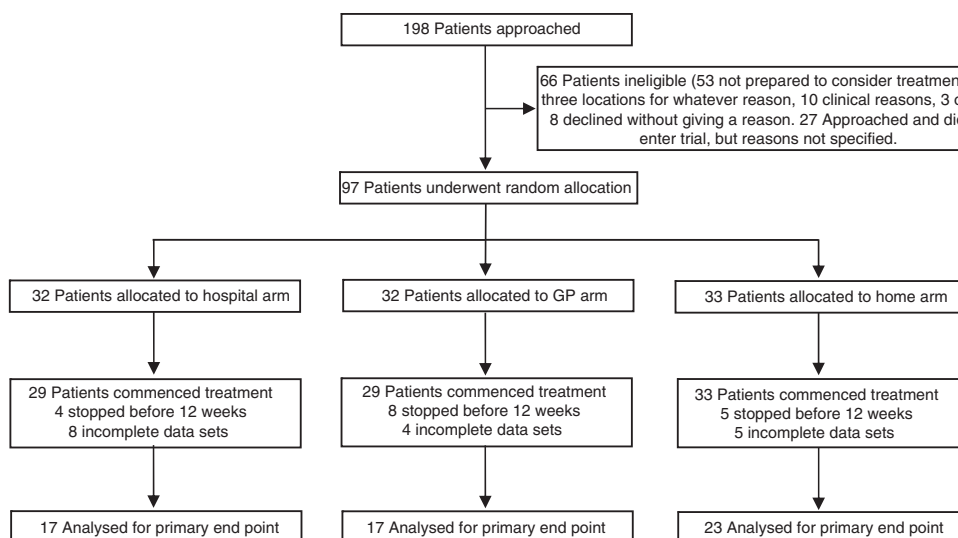 198 Patients approached
66 Patients ineligible (53 not prepared to consider treatmen
three locations for whatever reason, 10 clinical reasons, 3
8 declined without giving a reason. 27 Approached and
enter trial, but reasons not specified.
97 Patients underwent random allocation
32 Patients allocated to hospital arm
32 Patients allocated to GP arm
33 Patients allocated to home arm
29 Patients commenced treatment
4 stopped before 12 weeks
8 incomplete data sets
29 Patients commenced treatment
8 stopped before 12 weeks
4 incomplete data sets
33 Patients commenced treatment
5 stopped before 12 weeks
5 incomplete data sets
17 Analysed for primary end point
17 Analysed for primary end point
23 Analysed for primary end point